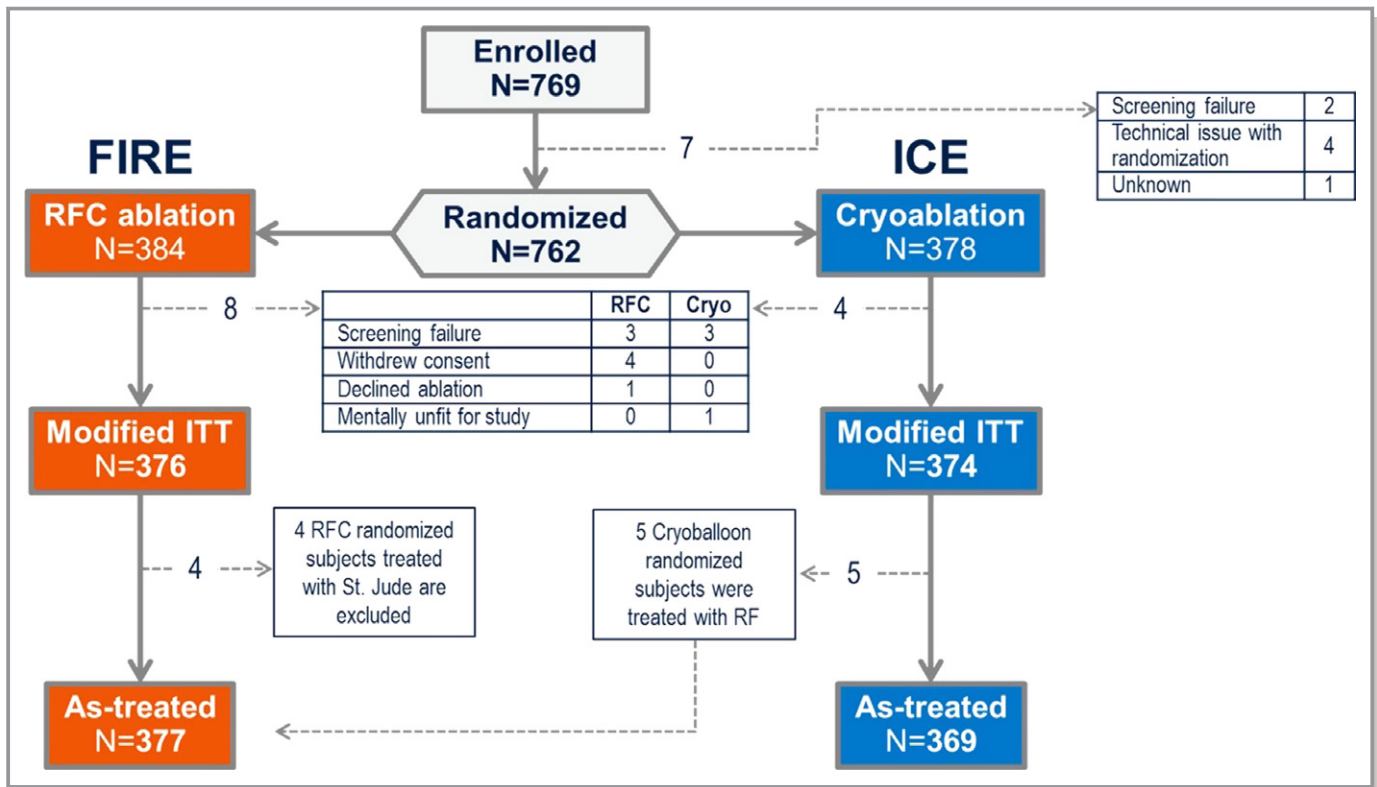 Enrolled
N=769
7
Screening failure 2
Technical issue with
randomization 4
Unknown 1
FIRE
ICE
RFC ablation
N=384
Randomized
N=762
Cryoablation
N=378
8
4
RFC Cryo
Screening failure 3 3
Withdrew consent 4 0
Declined ablation 1 0
Mentally unfit for study 0 1
Modified ITT
N=376
Modified ITT
N=374
4
4 RFC randomized
subjects treated
with St. Jude are
excluded
5 Cryoballoon
randomized
subjects were
treated with RF
5
As-treated
N=377
As-treated
N=369